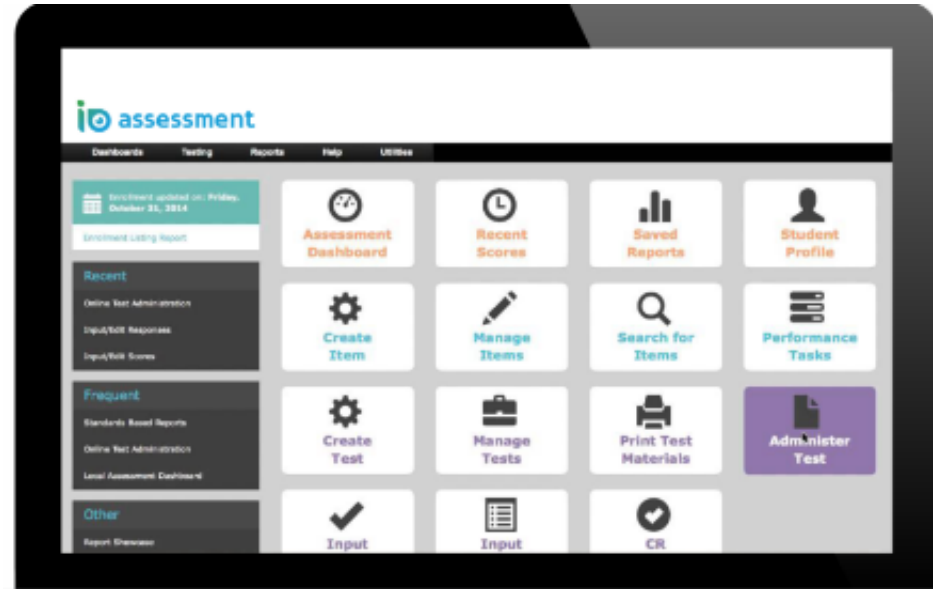 io assessment
Dashboards Testing Reports Help Utilities
Enrollment updated on: Friday,
October 31, 2014
Enrollment Listing Report
Recent
Online Test Administration
Input/Edit Responses
Input/Edit Scores
Frequent
Standards Based Reports
Online Test Administration
Local Assessment Dashboard
Other
Report Showcase
Assessment
Dashboard
Recent
Scores
Saved
Reports
Student
Profile
Create
Item
Manage
Items
Search for
Items
Performance
Tasks
Create
Test
Manage
Tests
Print Test
Materials
Administer
Test
Input
Input
CR